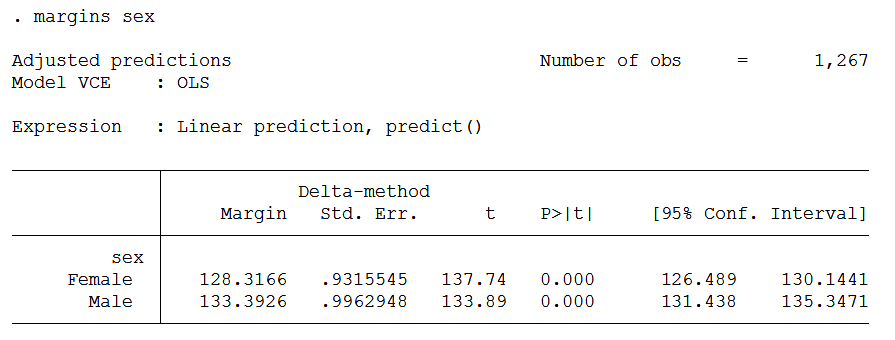 . margins sex
Adjusted predictions                            Number of obs     =      1,267
Model VCE    : OLS
Expression   : Linear prediction, predict()
Delta-method
Margin   Std. Err.      t    P>|t|     [95% Conf. Interval]
sex
Female    128.3166   .9315545   137.74   0.000      126.489    130.1441
Male    133.3926   .9962948   133.89   0.000      131.438    135.3471